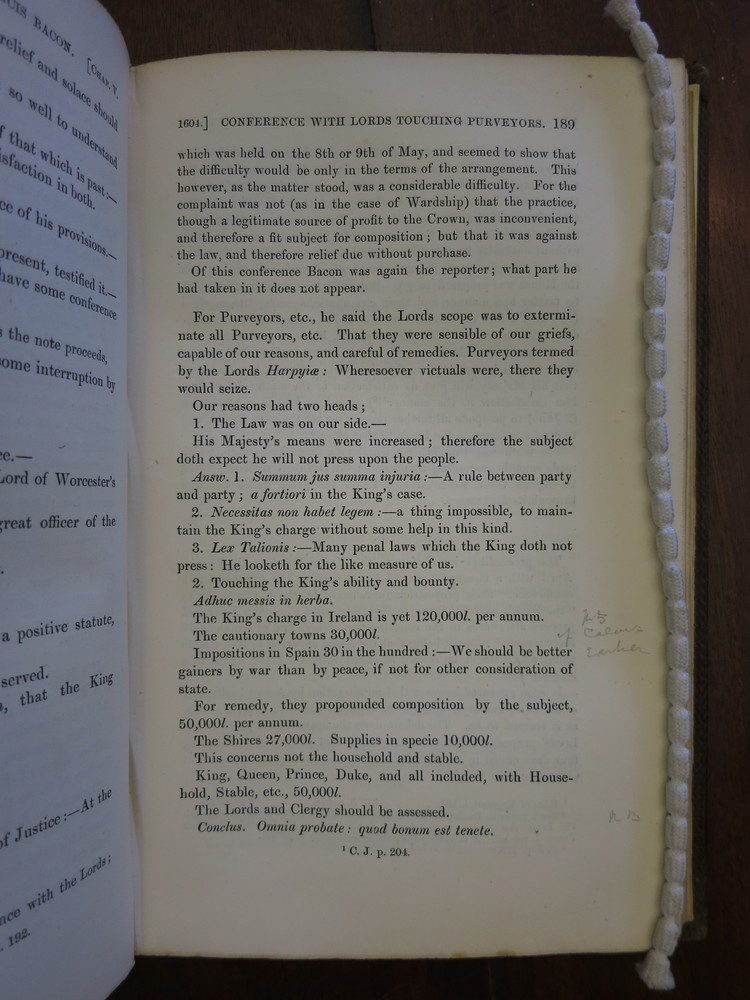 NCIS BACON. [CHAP. V.
relief and solace should
so well to understand
f that which is past:—
isfaction in both.
ce of his provisions.—
present, testified it.—
have some conference
s the note proceeds,
ome interruption by
ce.—
Lord of Worcester's
great officer of the
a positive statute,
served.
, that the King
of Justice:—At the
nce with the Lords;
. 192.
1604.] CONFERENCE WITH LORDS TOUCHING PURVEYORS. 189
which was held on the 8th or 9th of May, and seemed to show that
the difficulty would be only in the terms of the arrangement. This
however, as the matter stood, was a considerable difficulty. For the
complaint was not (as in the case of Wardship) that the practice,
though a legitimate source of profit to the Crown, was inconvenient,
and therefore a fit subject for composition; but that it was against
the law, and therefore relief due without purchase.
Of this conference Bacon was again the reporter; what part he
had taken in it does not appear.
For Purveyors, etc., he said the Lords scope was to extermi-
nate all Purveyors, etc. That they were sensible of our griefs,
capable of our reasons, and careful of remedies. Purveyors termed
by the Lords Harpyiæ: Wheresoever victuals were, there they
would seize.
Our reasons had two heads;
1. The Law was on our side.—
His Majesty's means were increased; therefore the subject
doth expect he will not press upon the people.
Answ. 1. Summum jus summa injuria:—A rule between party
and party; a fortiori in the King's case.
2. Necessitas non habet legem:—a thing impossible, to main-
tain the King's charge without some help in this kind.
3. Lex Talionis:—Many penal laws which the King doth not
press: He looketh for the like measure of us.
2. Touching the King's ability and bounty.
Adhuc messis in herba.
The King's charge in Ireland is yet 120,000l. per annum.
The cautionary towns 30,000l.
Impositions in Spain 30 in the hundred:—We should be better
gainers by war than by peace, if not for other consideration of
state.
For remedy, they propounded composition by the subject,
50,000l. per annum.
The Shires 27,000l. Supplies in specie 10,000l.
This concerns not the household and stable.
King, Queen, Prince, Duke, and all included, with House-
hold, Stable, etc., 50,000l.
The Lords and Clergy should be assessed.
Conclus. Omnia probate: quod bonum est tenete.
¹ C. J. p. 204.